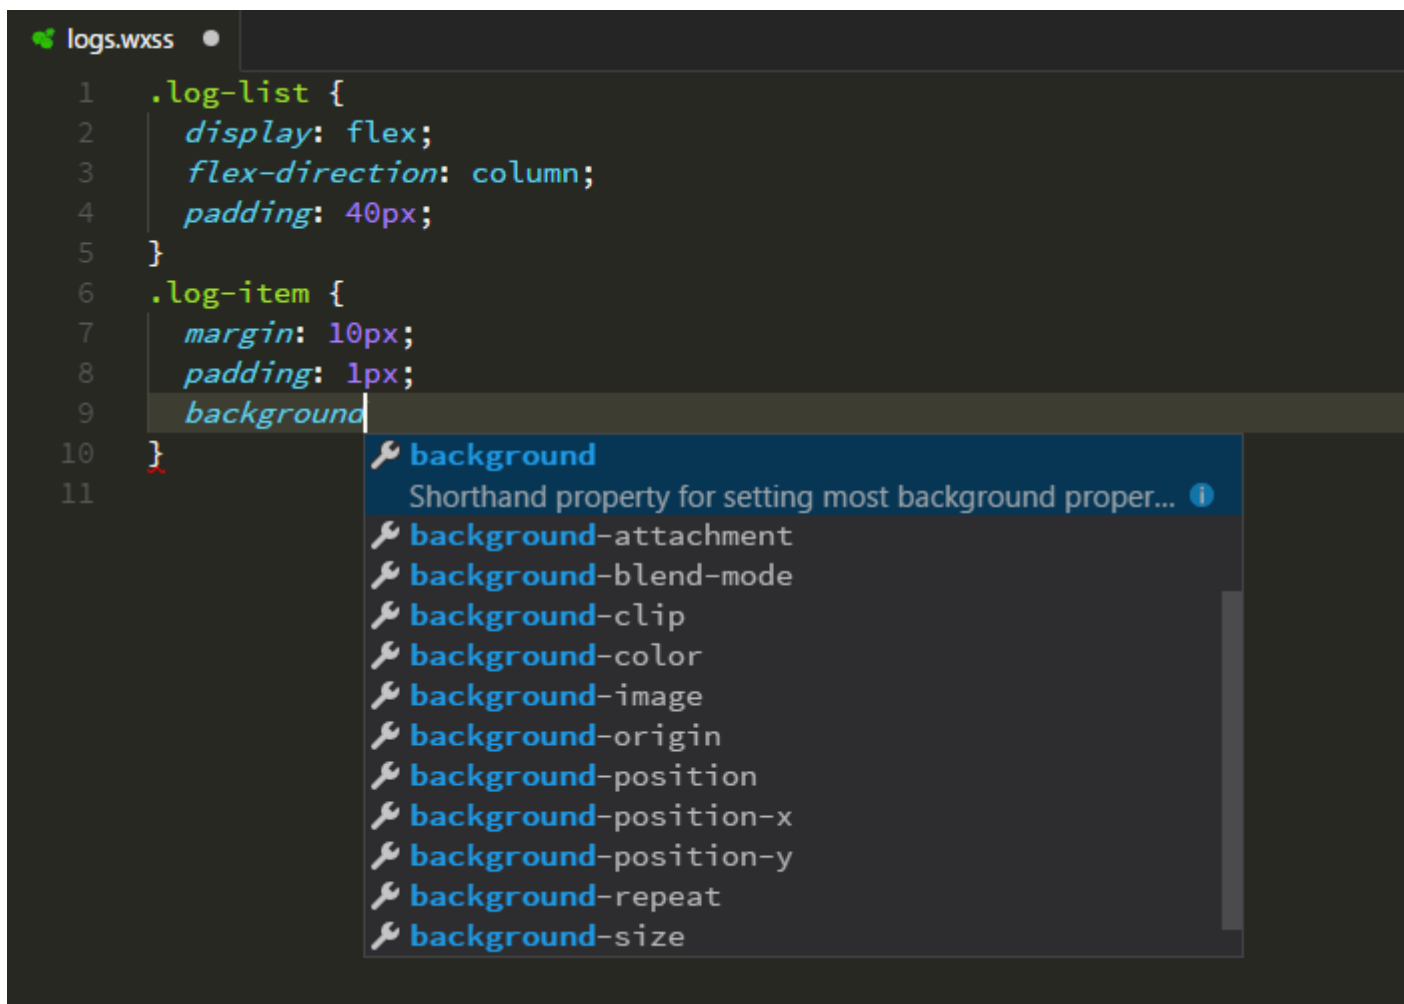 logs.wxss
1 .log-list {
2 display: flex;
3 flex-direction: column;
4 padding: 40px;
5 }
6 .log-item {
7 margin: 10px;
8 padding: 1px;
9 background
10 }
11
background
Shorthand property for setting most background proper...
background-attachment
background-blend-mode
background-clip
background-color
background-image
background-origin
background-position
background-position-x
background-position-y
background-repeat
background-size